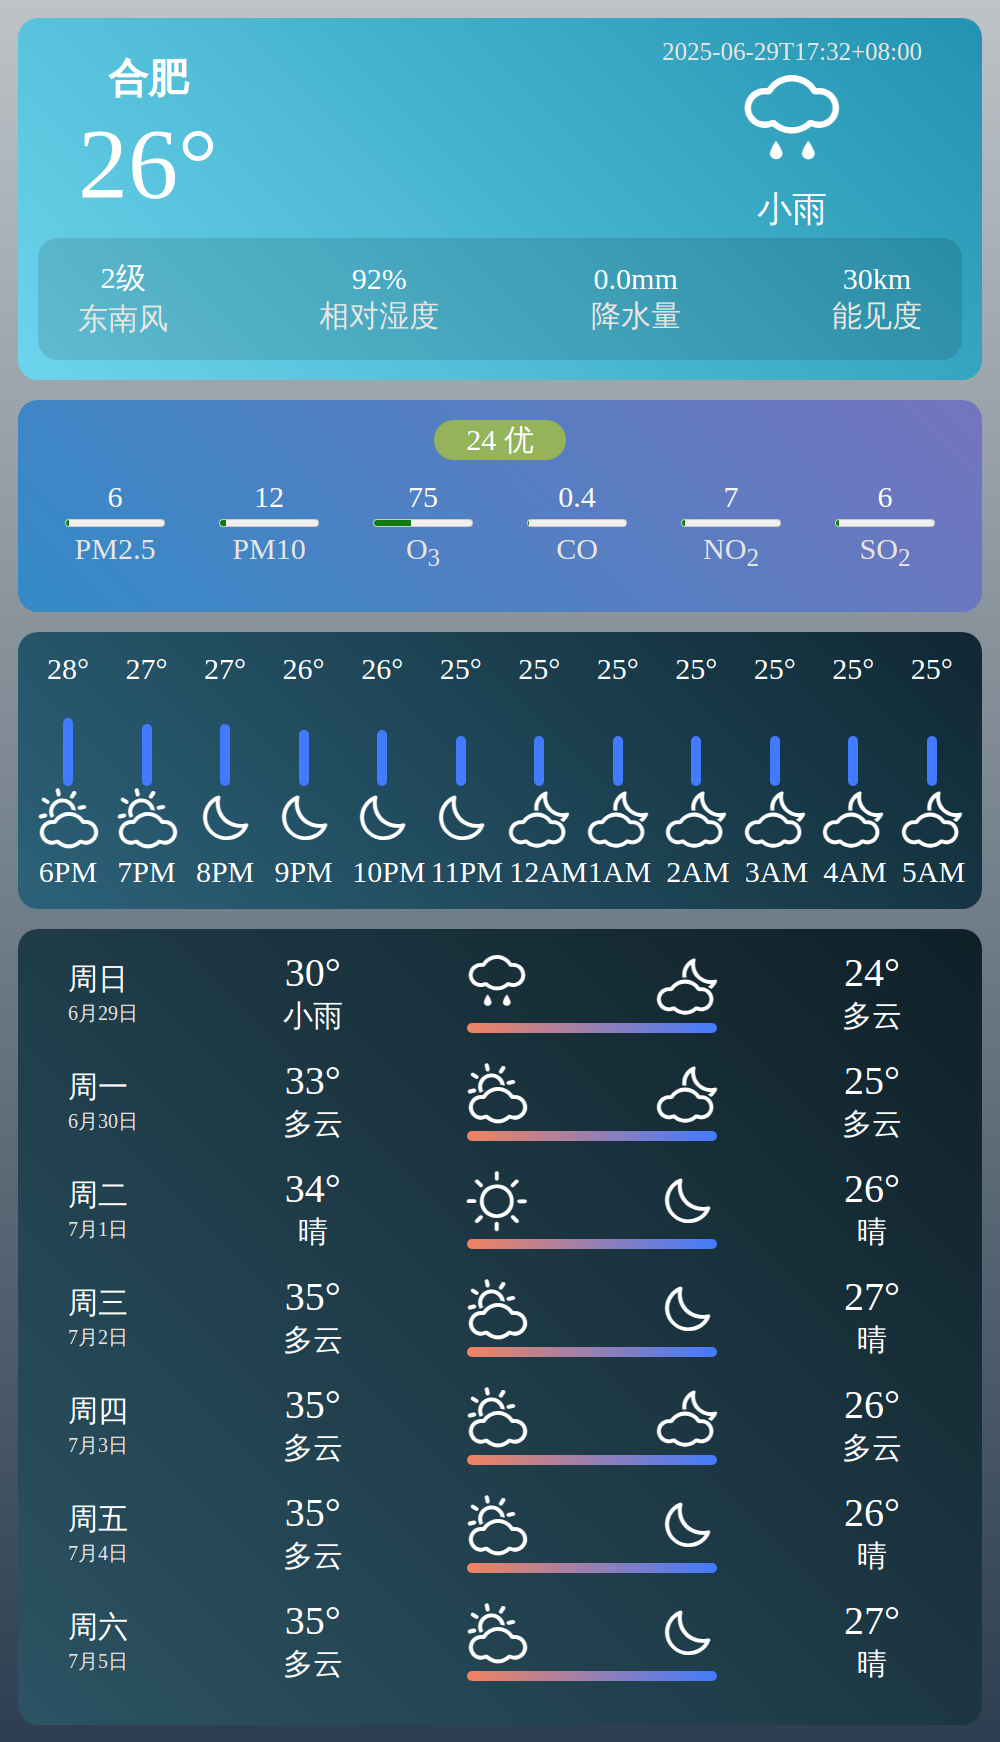 合肥
26°
2025-06-29T17:32+08:00
小雨
2级 92% 0.0mm 30km
东南风 相对湿度 降水量 能见度
24 优
6 12 75 0.4 7 6
PM2.5 PM10 O3 CO NO2 SO2
28° 27° 27° 26° 26° 25° 25° 25° 25° 25° 25° 25°
6PM 7PM 8PM 9PM 10PM 11PM 12AM 1AM 2AM 3AM 4AM 5AM
周日 30° 24°
6月29日 小雨 多云
周一 33° 25°
6月30日 多云 多云
周二 34° 26°
7月1日 晴 晴
周三 35° 27°
7月2日 多云 晴
周四 35° 26°
7月3日 多云 多云
周五 35° 26°
7月4日 多云 晴
周六 35° 27°
7月5日 多云 晴